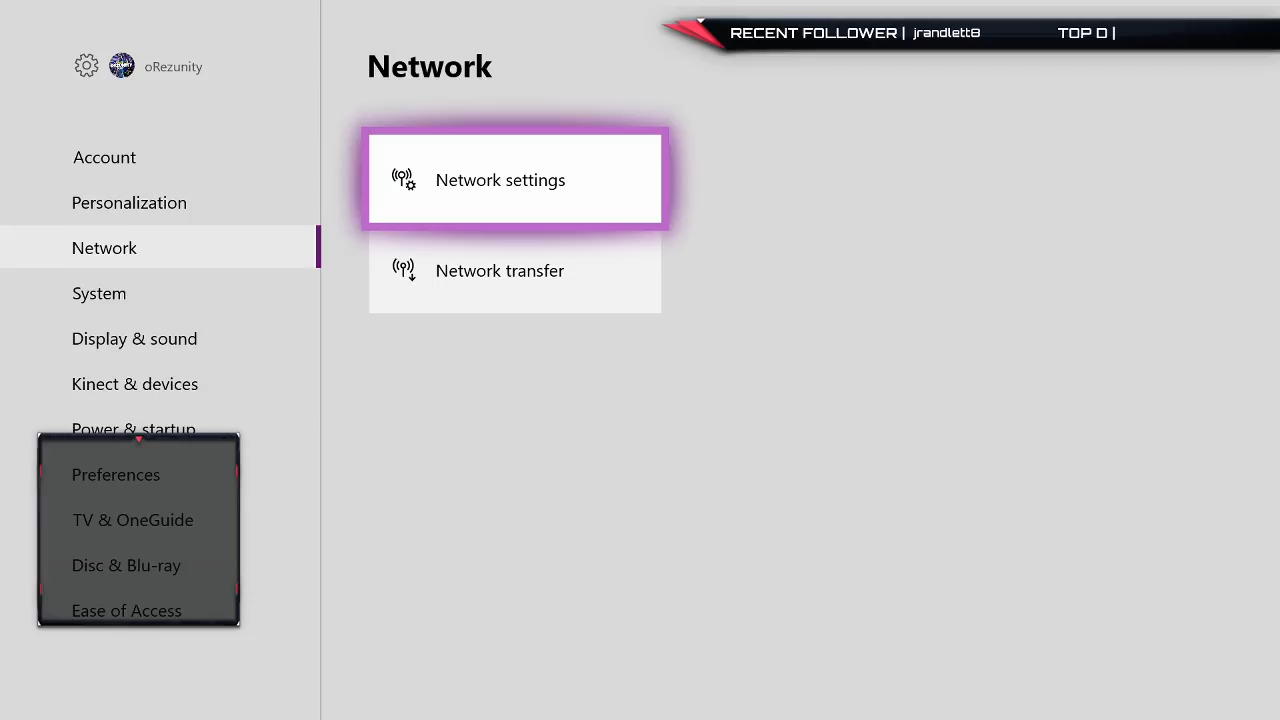 RECENT FOLLOWER | jrandlett8 TOP D |
oRezunity
Network
Account
Personalization
Network
System
Display & sound
Kinect & devices
Power & startup
Preferences
TV & OneGuide
Disc & Blu-ray
Ease of Access
Network settings
Network transfer